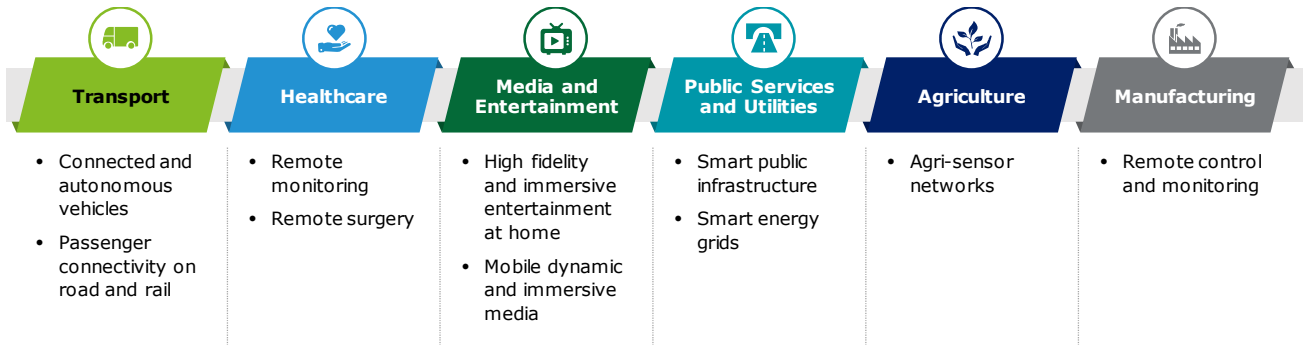 Transport
Healthcare
Media and
Entertainment
Public Services
and Utilities
Agriculture
Manufacturing
• Connected and
autonomous
vehicles
• Passenger
connectivity on
road and rail
• Remote
monitoring
• Remote surgery
• High fidelity
and immersive
entertainment
at home
• Mobile dynamic
and immersive
media
• Smart public
infrastructure
• Smart energy
grids
• Agri-sensor
networks
• Remote control
and monitoring